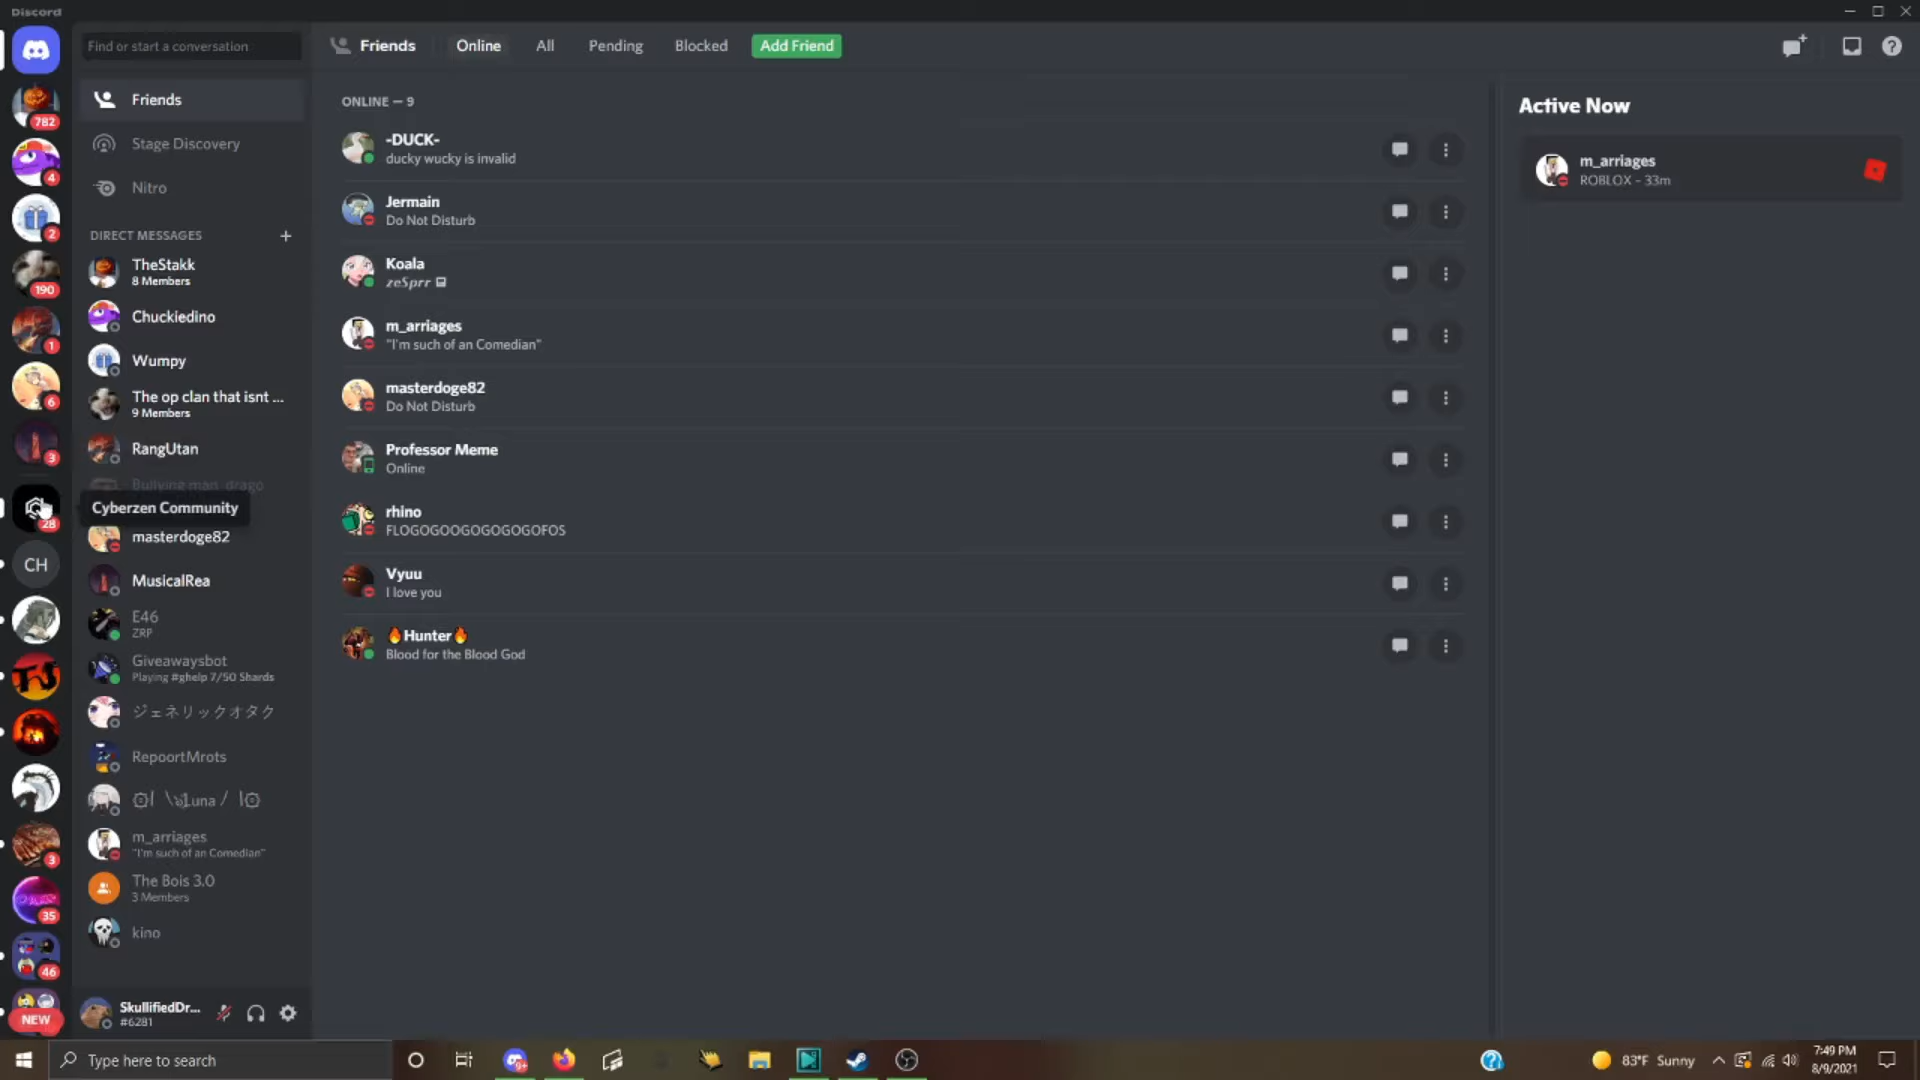 Discord
Find or start a conversation
Friends
Online
All
Pending
Blocked
Add Friend
782
4
2
190
1
6
3
28
CH
3
35
46
NEW
Friends
Stage Discovery
Nitro
DIRECT MESSAGES
TheStakk
8 Members
Chuckiedino
Wumpy
The op clan that isnt ...
9 Members
RangUtan
Bullying man_drago
Cyberzen Community
masterdoge82
MusicalRea
E46
ZRP
Giveawaysbot
Playing #ghelp 7/50 Shards
ジェネリックオタク
RepoortMrots
Luna
m_arriages
"I'm such of an Comedian"
The Bois 3.0
3 Members
kino
SkullifiedDr...
#6281
ONLINE — 9
-DUCK-
ducky wucky is invalid
Jermain
Do Not Disturb
Koala
zeSprr
m_arriages
"I'm such of an Comedian"
masterdoge82
Do Not Disturb
Professor Meme
Online
rhino
FLOGOGOOGOGOGOGOFOS
Vyuu
I love you
🔥Hunter🔥
Blood for the Blood God
Active Now
m_arriages
ROBLOX - 33m
Type here to search
9+
83°F Sunny
7:49 PM
8/9/2021